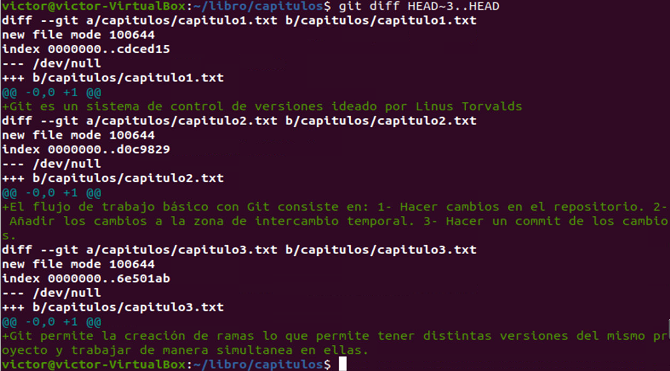 victor@victor-VirtualBox:~/libro/capitulos$ git diff HEAD~3..HEAD
diff --git a/capitulos/capitulo1.txt b/capitulos/capitulo1.txt
new file mode 100644
index 0000000..cdced15
--- /dev/null
+++ b/capitulos/capitulo1.txt
@@ -0,0 +1 @@
+Git es un sistema de control de versiones ideado por Linus Torvalds
diff --git a/capitulos/capitulo2.txt b/capitulos/capitulo2.txt
new file mode 100644
index 0000000..d0c9829
--- /dev/null
+++ b/capitulos/capitulo2.txt
@@ -0,0 +1 @@
+El flujo de trabajo básico con Git consiste en: 1- Hacer cambios en el repositorio. 2-
 Añadir los cambios a la zona de intercambio temporal. 3- Hacer un commit de los cambio
s.
diff --git a/capitulos/capitulo3.txt b/capitulos/capitulo3.txt
new file mode 100644
index 0000000..6e501ab
--- /dev/null
+++ b/capitulos/capitulo3.txt
@@ -0,0 +1 @@
+Git permite la creación de ramas lo que permite tener distintas versiones del mismo pr
oyecto y trabajar de manera simultanea en ellas.
victor@victor-VirtualBox:~/libro/capitulos$